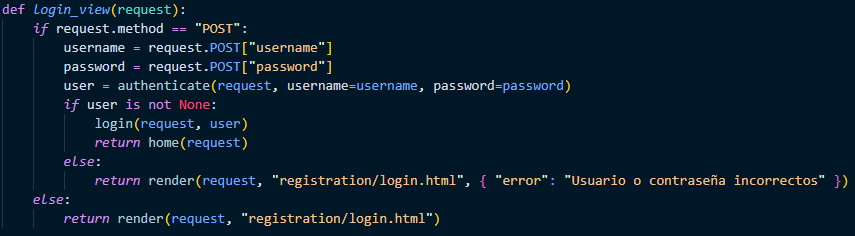 def login_view(request):
    if request.method == "POST":
        username = request.POST["username"]
        password = request.POST["password"]
        user = authenticate(request, username=username, password=password)
        if user is not None:
            login(request, user)
            return home(request)
        else:
            return render(request, "registration/login.html", { "error": "Usuario o contraseña incorrectos" })
    else:
        return render(request, "registration/login.html")